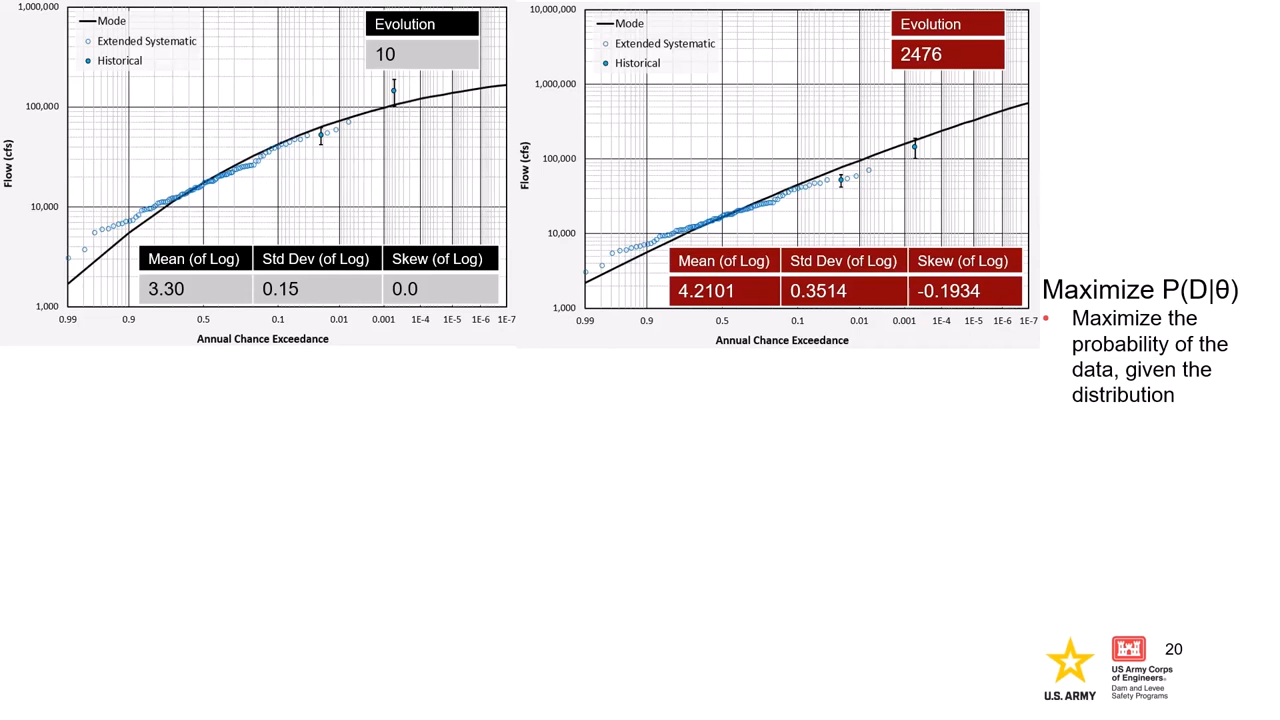 1,000,000
100,000
10,000
1,000
Flow (cfs)
Mode
Extended Systematic
Historical
Evolution
10
Mean (of Log) Std Dev (of Log) Skew (of Log)
3.30 0.15 0.0
0.99 0.9 0.5 0.1 0.01 0.001 1E-4 1E-5 1E-6 1E-7
Annual Chance Exceedance
10,000,000
1,000,000
100,000
10,000
1,000
Flow (cfs)
Mode
Extended Systematic
Historical
Evolution
2476
Mean (of Log) Std Dev (of Log) Skew (of Log)
4.2101 0.3514 -0.1934
0.99 0.9 0.5 0.1 0.01 0.001 1E-4 1E-5 1E-6 1E-7
Annual Chance Exceedance
Maximize P(D|θ)
• Maximize the
probability of the
data, given the
distribution
U.S. ARMY
US Army Corps
of Engineers®
Dam and Levee
Safety Programs
20